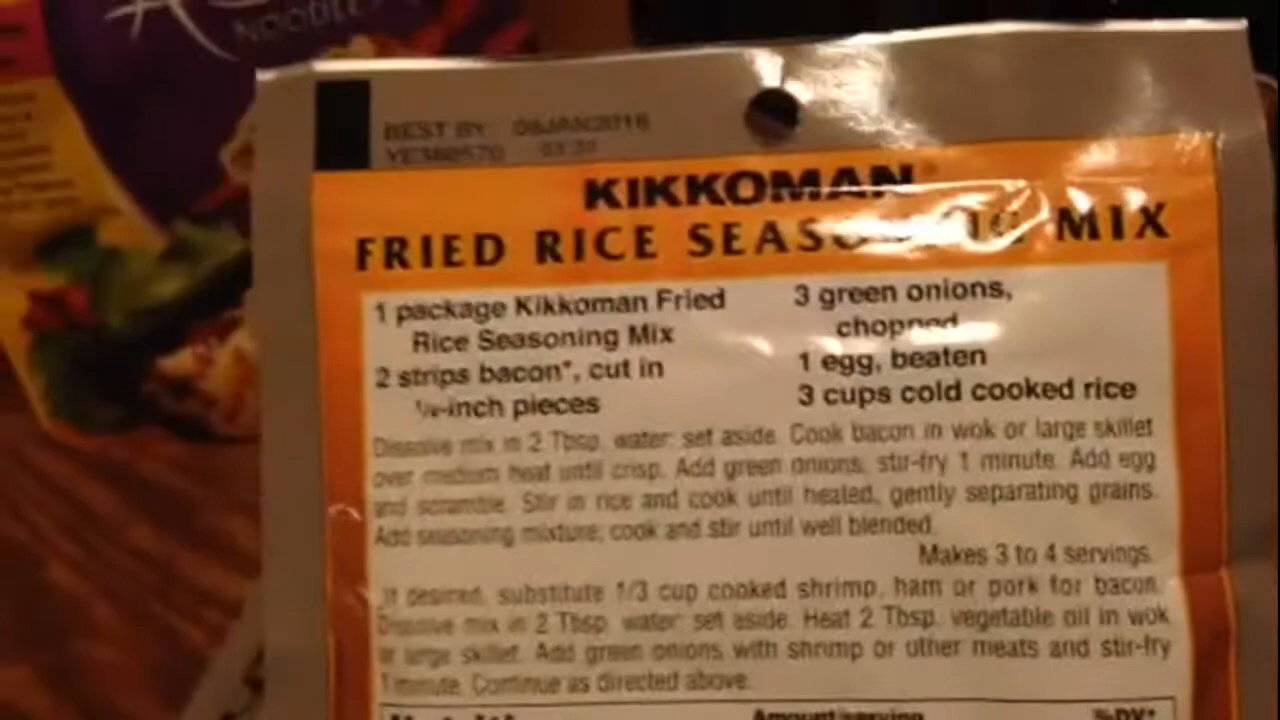 NOODLE
BEST BY: 06JAN2016
KIKKOMAN
FRIED RICE SEASONING MIX
1 package Kikkoman Fried
Rice Seasoning Mix
2 strips bacon*, cut in
-inch pieces
3 green onions,
chopped
1 egg, beaten
3 cups cold cooked rice
Dissolve mix in 2 Tbsp. water; set aside. Cook bacon in wok or large skillet
over medium heat until crisp. Add green onions; stir-fry 1 minute. Add egg
and scramble. Stir in rice and cook until heated, gently separating grains.
Add seasoning mixture; cook and stir until well blended.
Makes 3 to 4 servings.
If desired, substitute 1/3 cup cooked shrimp, ham or pork for bacon.
Dissolve mix in 2 Tbsp. water; set aside. Heat 2 Tbsp. vegetable oil in wok
or large skillet. Add green onions with shrimp or other meats and stir-fry
1 minute. Continue as directed above.
Amount/serving %DV*